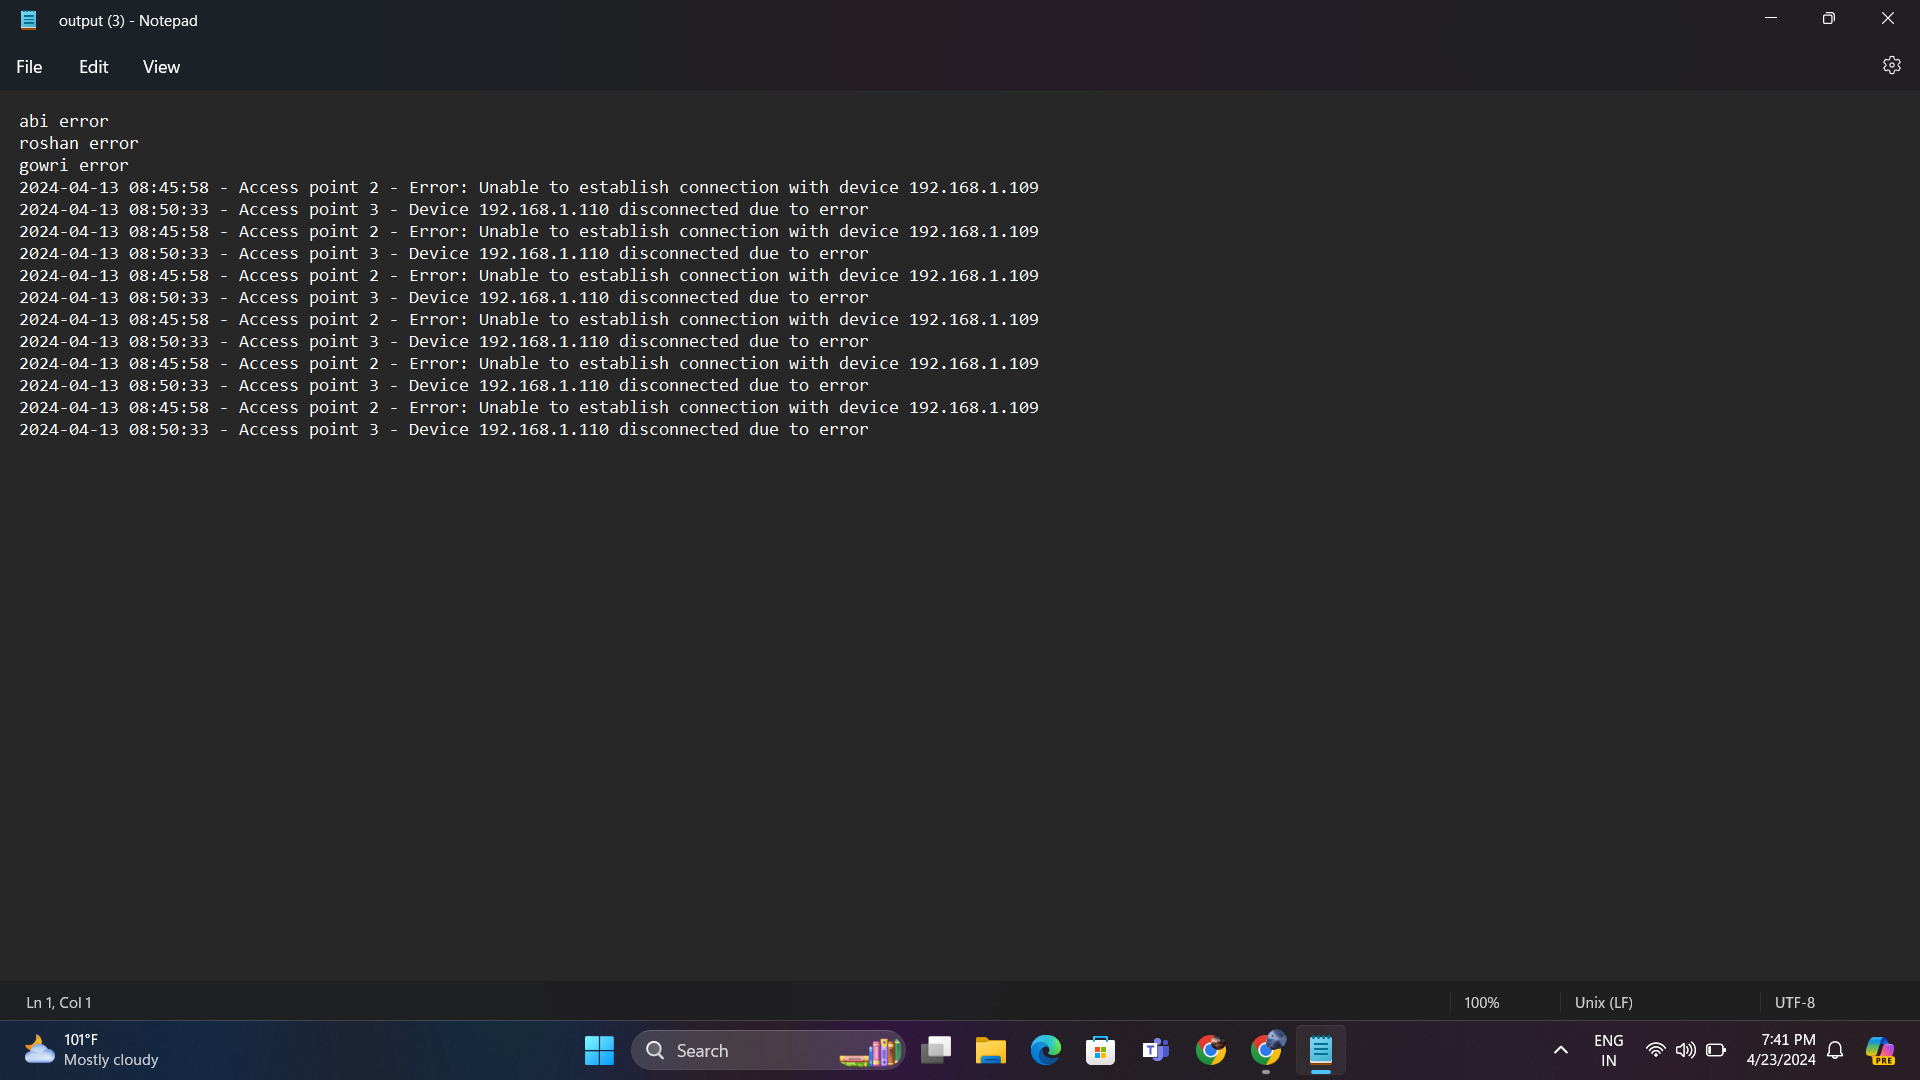 output (3) - Notepad
File Edit View
abi error
roshan error
gowri error
2024-04-13 08:45:58 - Access point 2 - Error: Unable to establish connection with device 192.168.1.109
2024-04-13 08:50:33 - Access point 3 - Device 192.168.1.110 disconnected due to error
2024-04-13 08:45:58 - Access point 2 - Error: Unable to establish connection with device 192.168.1.109
2024-04-13 08:50:33 - Access point 3 - Device 192.168.1.110 disconnected due to error
2024-04-13 08:45:58 - Access point 2 - Error: Unable to establish connection with device 192.168.1.109
2024-04-13 08:50:33 - Access point 3 - Device 192.168.1.110 disconnected due to error
2024-04-13 08:45:58 - Access point 2 - Error: Unable to establish connection with device 192.168.1.109
2024-04-13 08:50:33 - Access point 3 - Device 192.168.1.110 disconnected due to error
2024-04-13 08:45:58 - Access point 2 - Error: Unable to establish connection with device 192.168.1.109
2024-04-13 08:50:33 - Access point 3 - Device 192.168.1.110 disconnected due to error
2024-04-13 08:45:58 - Access point 2 - Error: Unable to establish connection with device 192.168.1.109
2024-04-13 08:50:33 - Access point 3 - Device 192.168.1.110 disconnected due to error
Ln 1, Col 1 100% Unix (LF) UTF-8
101°F
Mostly cloudy
Search
T
ENG
IN
7:41 PM
4/23/2024
PRE